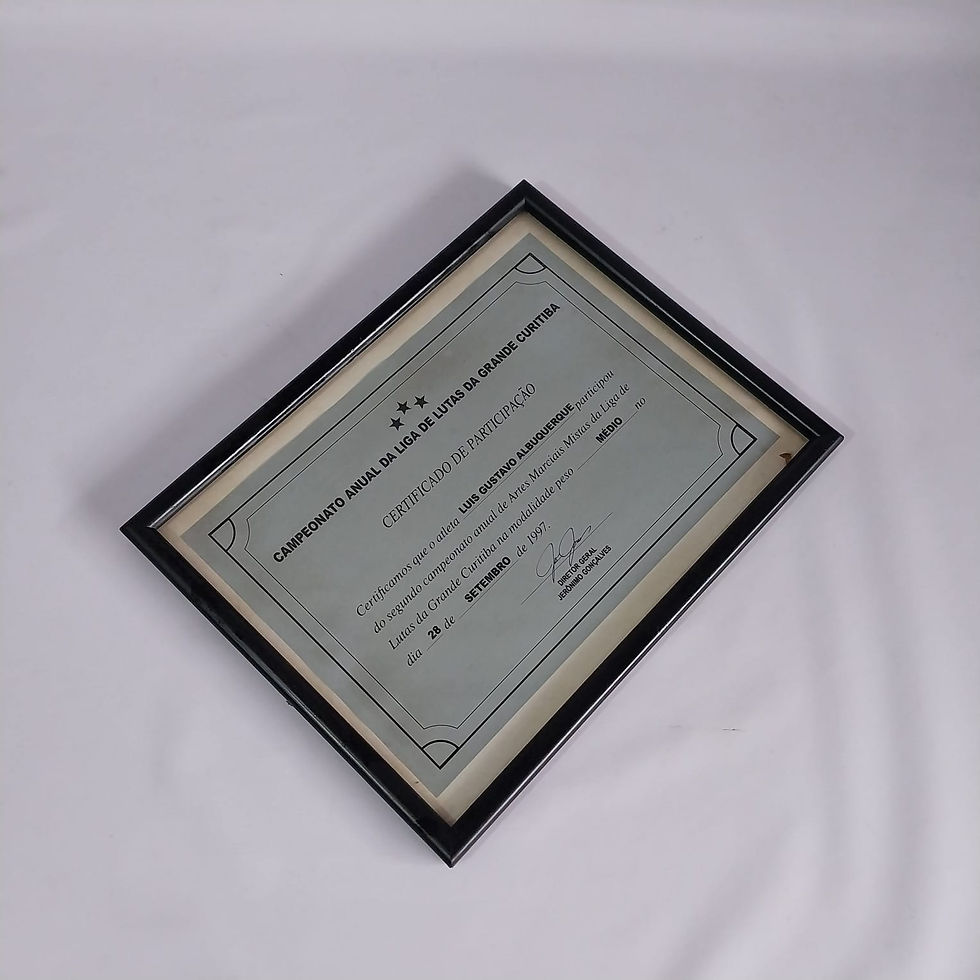 CAMPEONATO ANUAL DA LIGA DE LUTAS DA GRANDE CURITIBA
CERTIFICADO DE PARTICIPAÇÃO
Certificamos que o atleta LUIS GUSTAVO ALBUQUERQUE participou
do segundo campeonato anual de Artes Marciais Mistas da Liga de
Lutas da Grande Curitiba na modalidade peso MÉDIO no
dia 28 de SETEMBRO de 1997.
DIRETOR GERAL
JERÔNIMO GONÇALVES